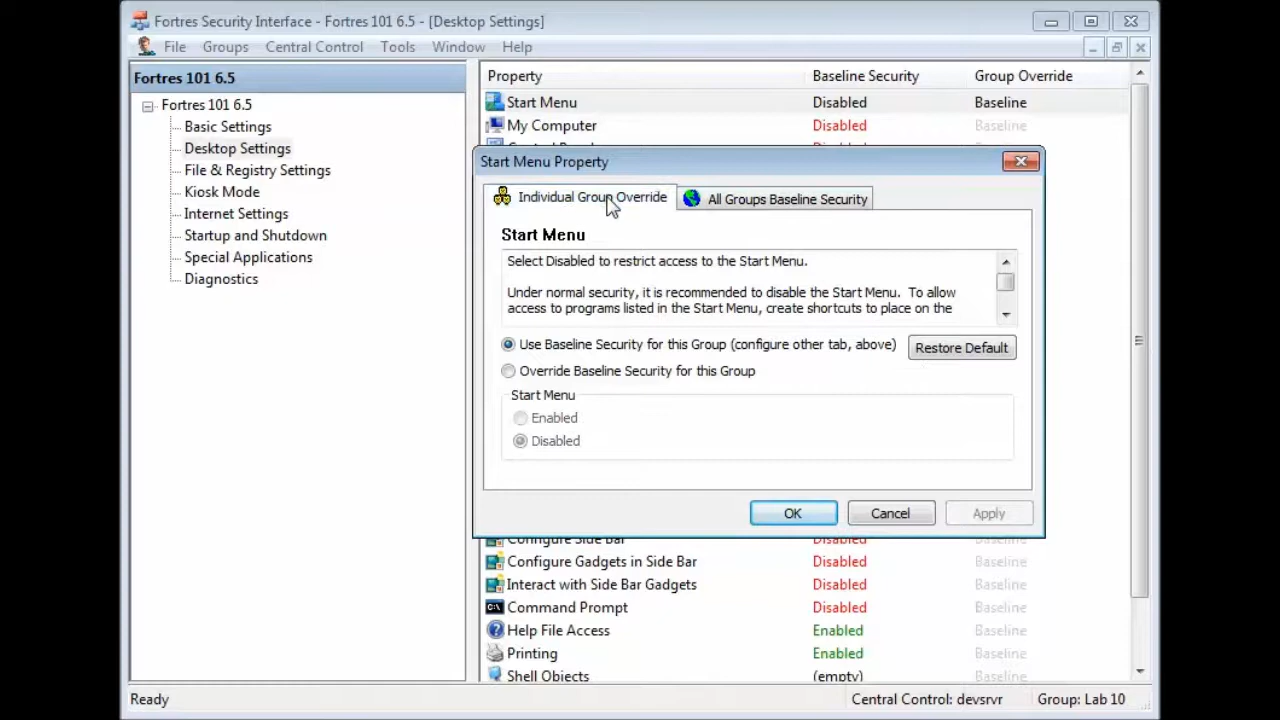 Fortres Security Interface - Fortres 101 6.5 - [Desktop Settings]
File Groups Central Control Tools Window Help
Fortres 101 6.5
Fortres 101 6.5
Basic Settings
Desktop Settings
File & Registry Settings
Kiosk Mode
Internet Settings
Startup and Shutdown
Special Applications
Diagnostics
Property Baseline Security Group Override
Start Menu Disabled Baseline
My Computer Disabled Baseline
Start Menu Property
Individual Group Override All Groups Baseline Security
Start Menu
Select Disabled to restrict access to the Start Menu.
Under normal security, it is recommended to disable the Start Menu. To allow
access to programs listed in the Start Menu, create shortcuts to place on the
Use Baseline Security for this Group (configure other tab, above) Restore Default
Override Baseline Security for this Group
Start Menu
Enabled
Disabled
OK Cancel Apply
Configure Side Bar Disabled Baseline
Configure Gadgets in Side Bar Disabled Baseline
Interact with Side Bar Gadgets Disabled Baseline
Command Prompt Disabled Baseline
Help File Access Enabled Baseline
Printing Enabled Baseline
Shell Objects (empty) Baseline
Ready Central Control: devsrvr Group: Lab 10